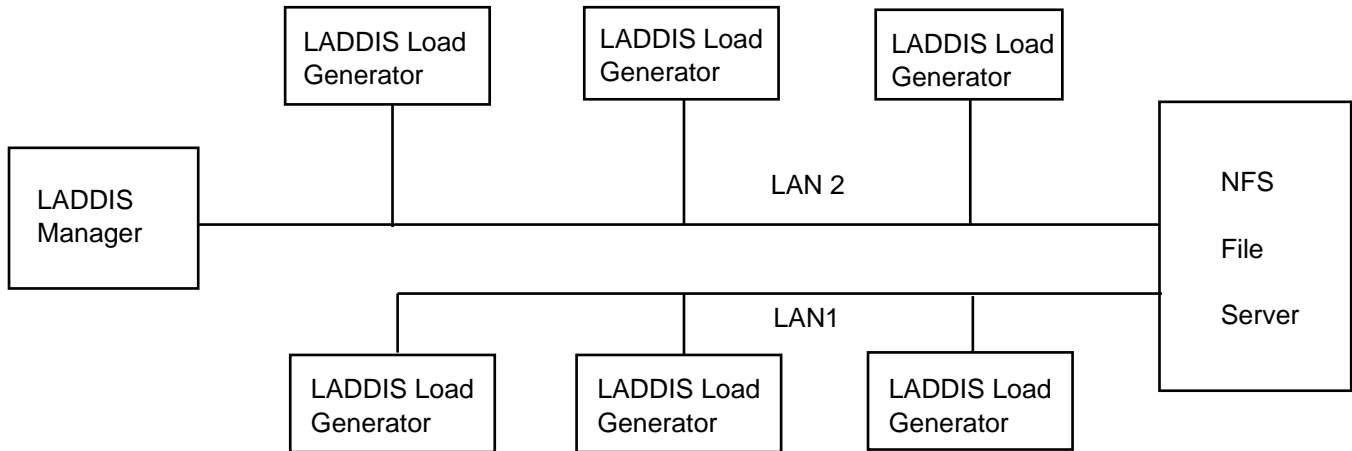 LADDIS Load
Generator
LADDIS Load
Generator
LADDIS Load
Generator
LADDIS
Manager
LAN 2
NFS
File
Server
LAN1
LADDIS Load
Generator
LADDIS Load
Generator
LADDIS Load
Generator